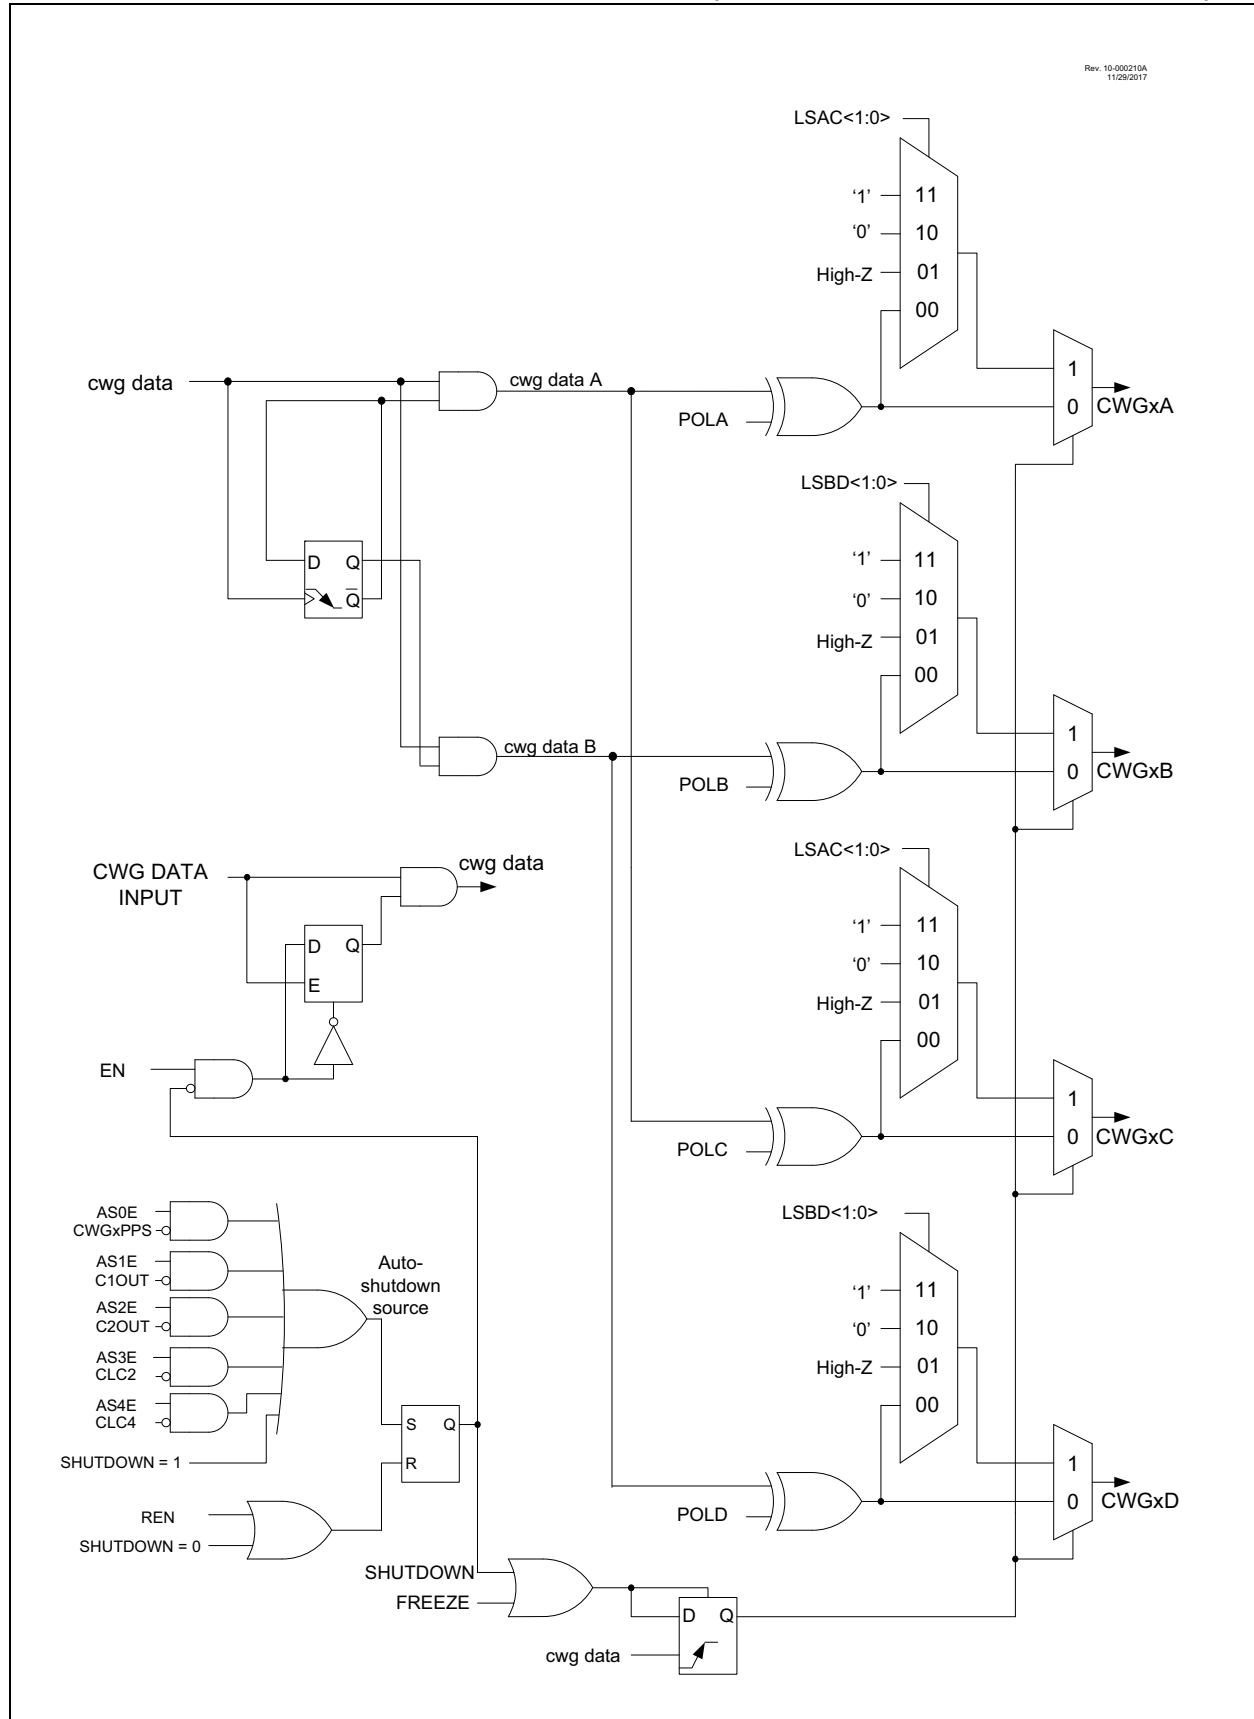 Rev. 10-000210A
11/29/2017
LSAC<1:0>
‘1’
11
‘0’
10
High-Z
01
00
cwg data
cwg data A
POLA
1
0
CWGxA
LSBD<1:0>
D
Q
Q
‘1’
11
‘0’
10
High-Z
01
00
cwg data B
POLB
1
0
CWGxB
CWG DATA
INPUT
cwg data
D
Q
E
EN
LSAC<1:0>
‘1’
11
‘0’
10
High-Z
01
00
POLC
1
0
CWGxC
AS0E
CWGxPPS
AS1E
C1OUT
AS2E
C2OUT
AS3E
CLC2
AS4E
CLC4
SHUTDOWN = 1
Auto-
shutdown
source
S
Q
R
REN
SHUTDOWN = 0
LSBD<1:0>
‘1’
11
‘0’
10
High-Z
01
00
POLD
1
0
CWGxD
SHUTDOWN
FREEZE
D
Q
cwg data